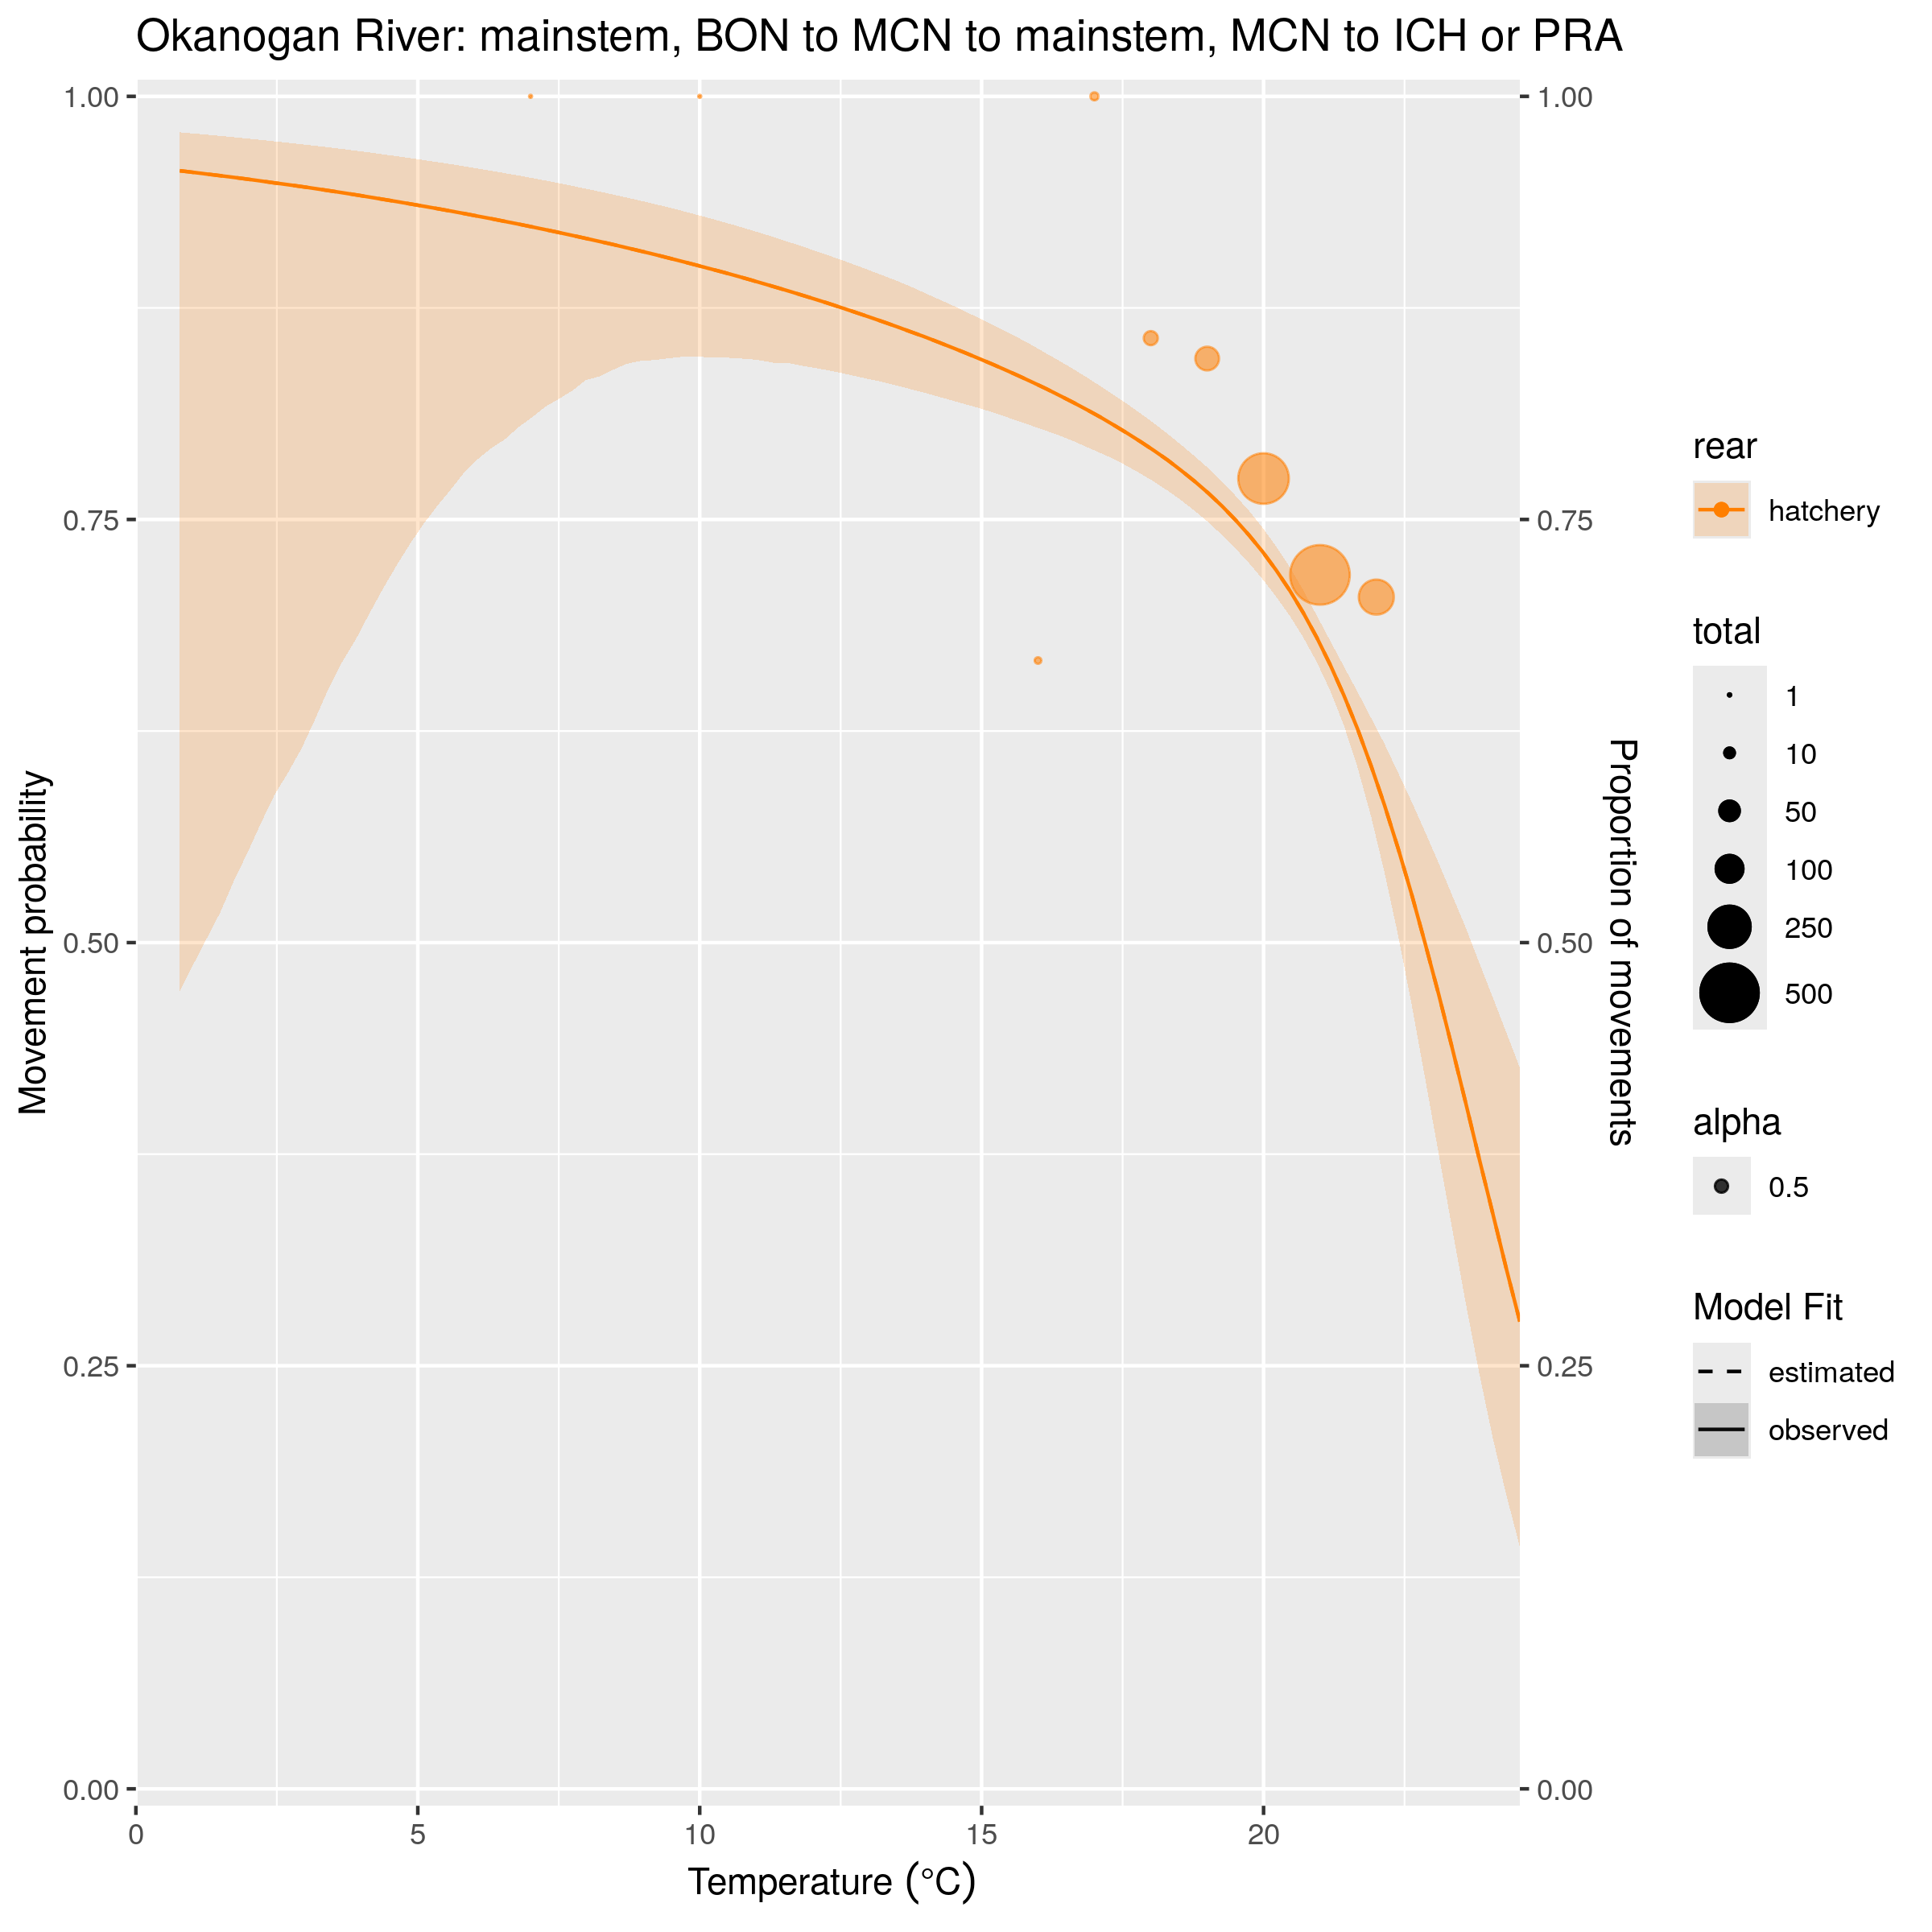 Okanogan River: mainstem, BON to MCN to mainstem, MCN to ICH or PRA
Movement probability
1.00
0.75
0.50
0.25
0.00
0
5
10
15
20
Temperature (°C)
1.00
0.75
0.50
0.25
0.00
Proportion of movements
rear
hatchery
total
1
10
50
100
250
500
alpha
0.5
Model Fit
estimated
observed